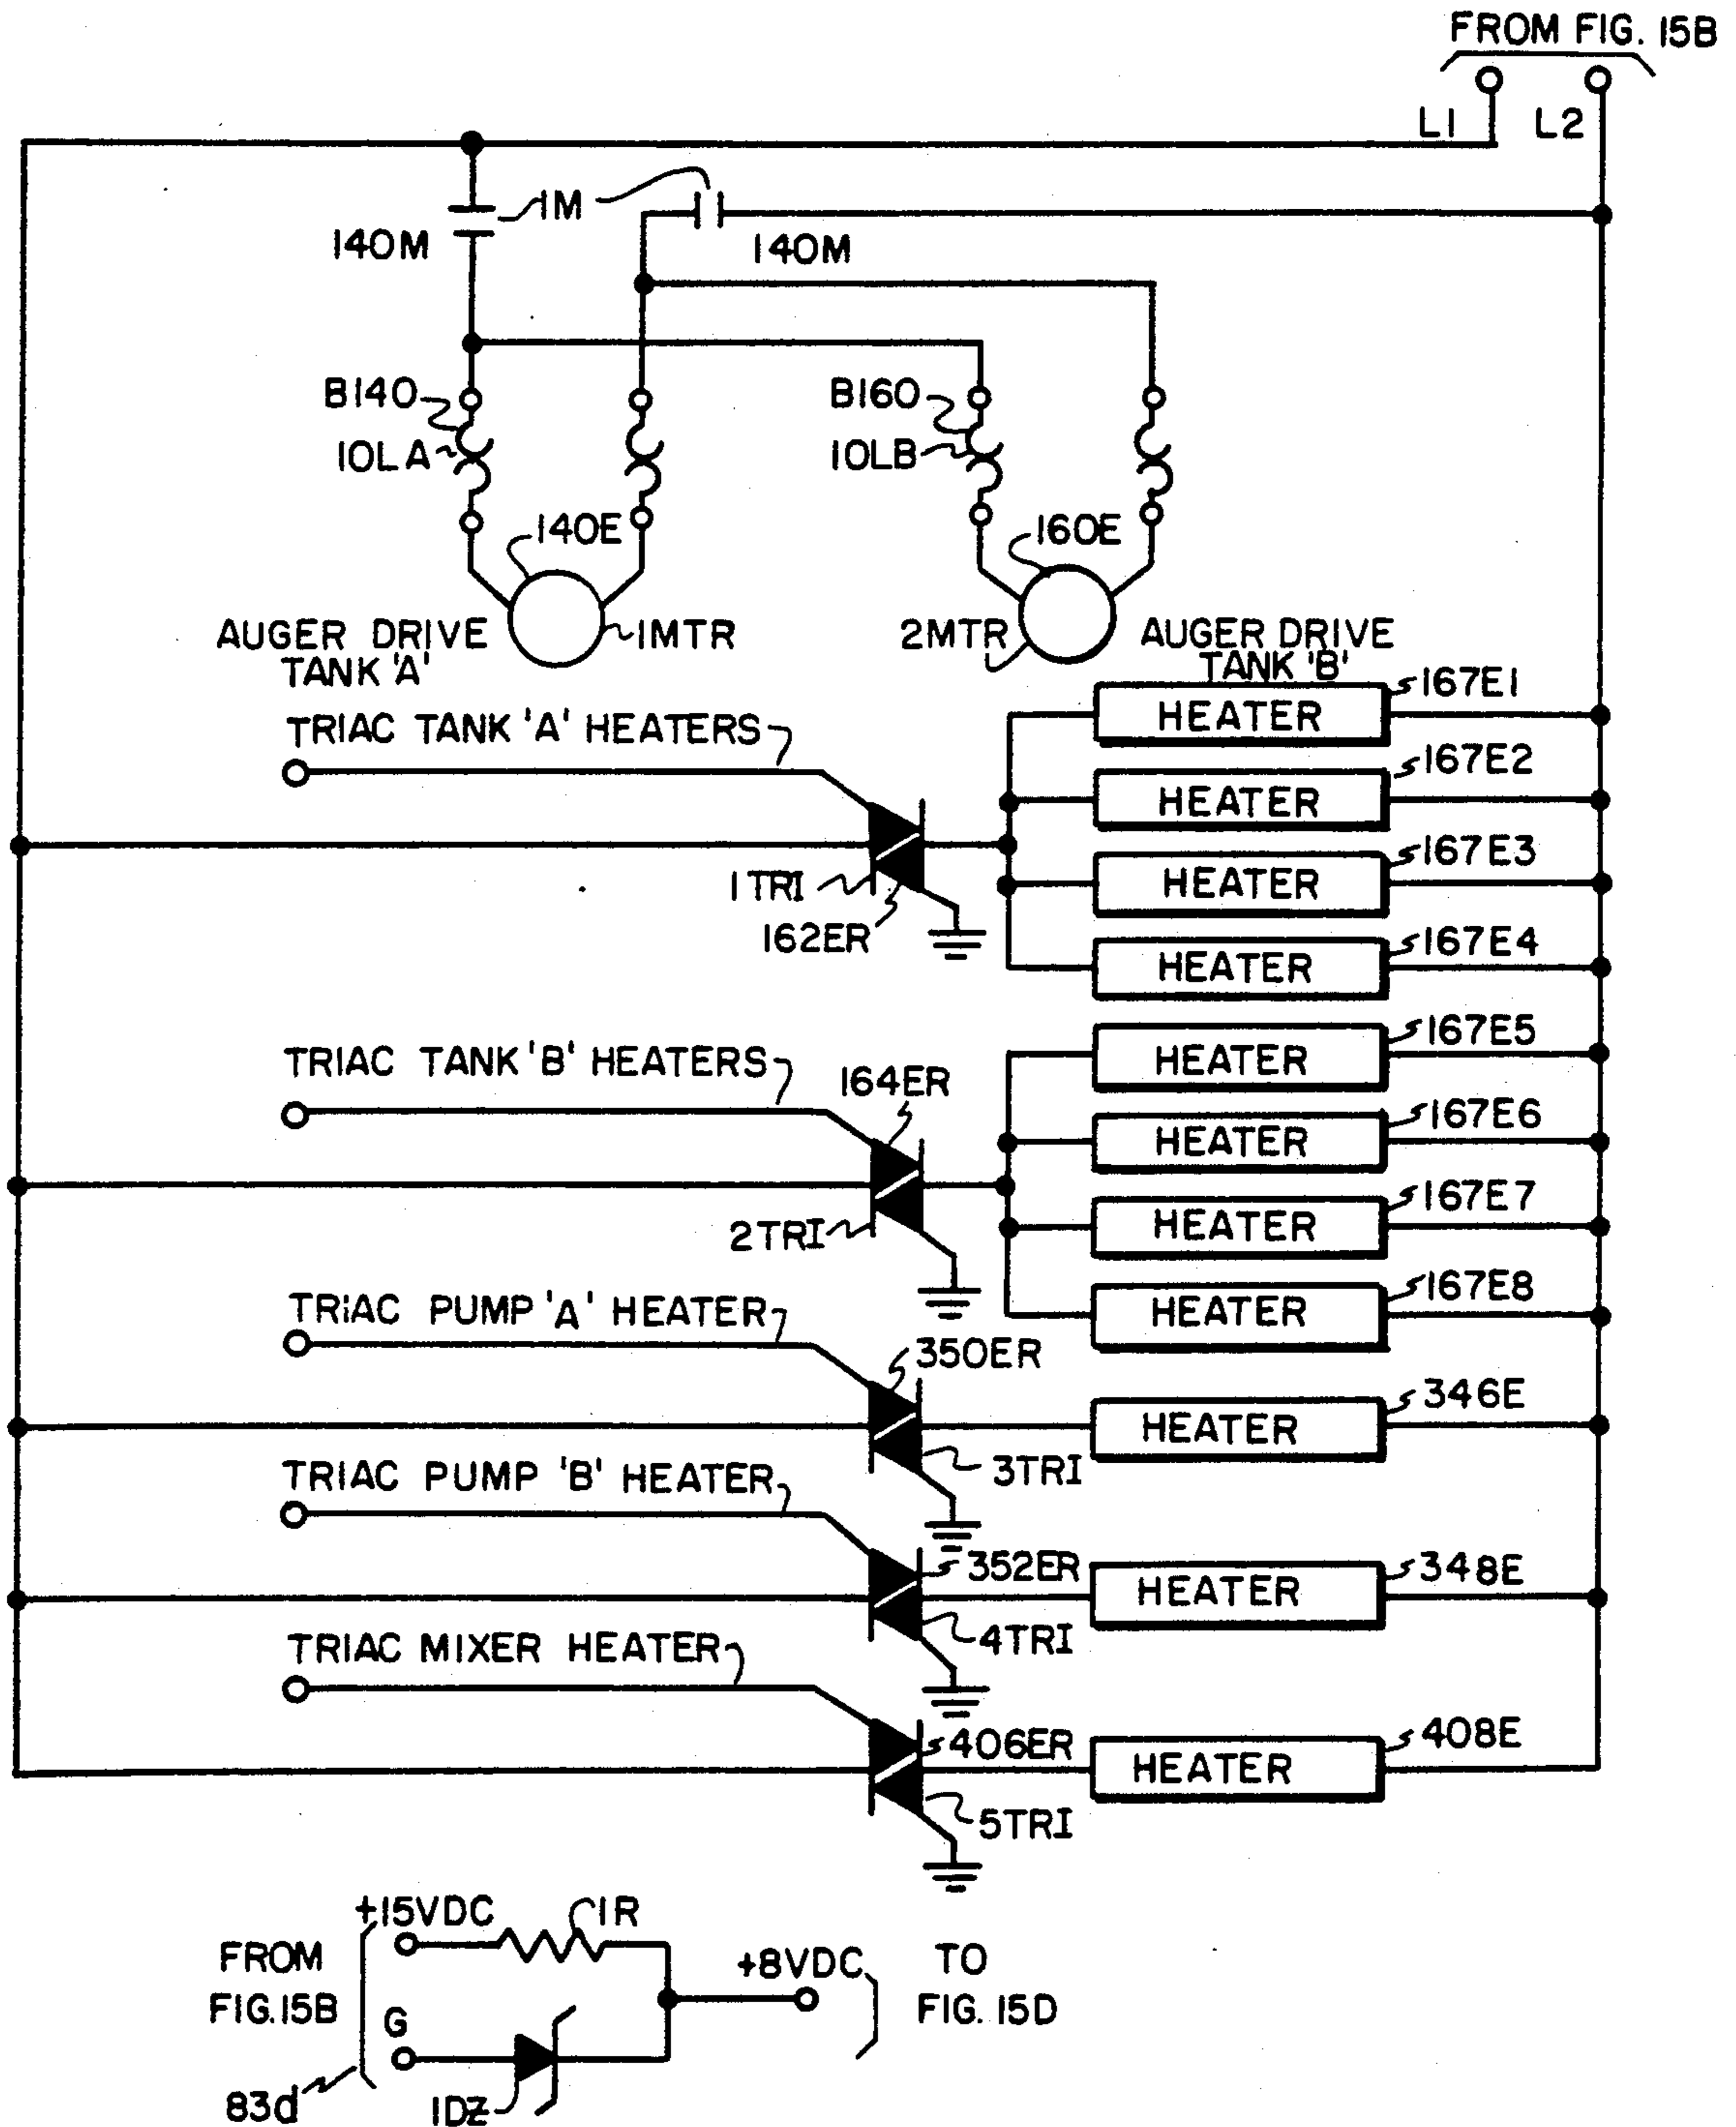 FROM FIG. 15B
L1 L2
1M
140M
140M
B140
10LA
B160
10LB
140E
160E
AUGER DRIVE
TANK 'A'
1MTR
2MTR
AUGER DRIVE
TANK 'B'
TRIAC TANK 'A' HEATERS
HEATER
167E1
HEATER
167E2
HEATER
167E3
1 TRI
162ER
HEATER
167E4
TRIAC TANK 'B' HEATERS
164ER
HEATER
167E5
HEATER
167E6
2TRI
HEATER
167E7
TRIAC PUMP 'A' HEATER
HEATER
167E8
350ER
HEATER
346E
3TRI
TRIAC PUMP 'B' HEATER
352ER
HEATER
348E
4TRI
TRIAC MIXER HEATER
406ER
HEATER
408E
5TRI
+15VDC
1R
FROM
FIG. 15B
G
+8VDC
TO
FIG. 15D
83d
1DZ